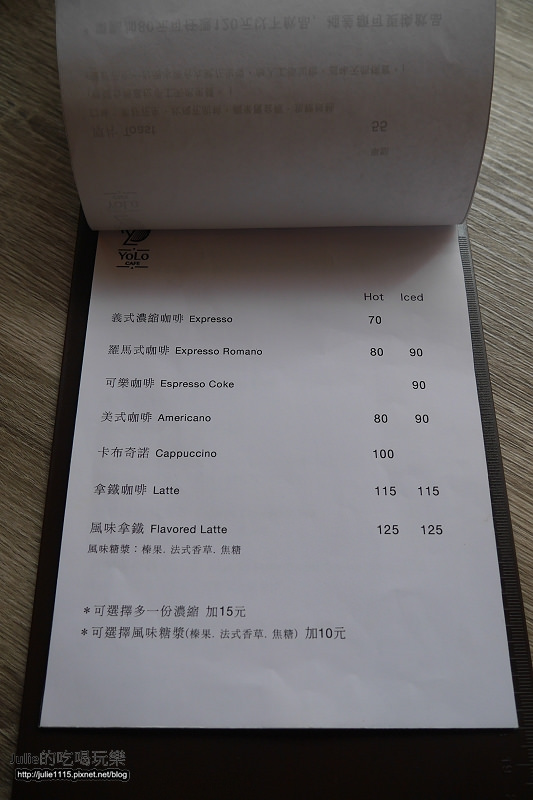 YOLO
CAFE
Hot Iced
義式濃縮咖啡 Expresso 70
羅馬式咖啡 Expresso Romano 80 90
可樂咖啡 Espresso Coke 90
美式咖啡 Americano 80 90
卡布奇諾 Cappuccino 100
拿鐵咖啡 Latte 115 115
風味拿鐵 Flavored Latte 125 125
風味糖漿：榛果. 法式香草. 焦糖
*可選擇多一份濃縮 加15元
*可選擇風味糖漿(榛果. 法式香草. 焦糖) 加10元
Julia的吃喝玩樂
http://julie1115.pixnet.net/blog